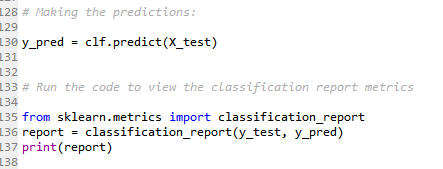 128 # Making the predictions:
129
130 y_pred = clf.predict(X_test)
131
132
133 # Run the code to view the classification report metrics
134
135 from sklearn.metrics import classification_report
136 report = classification_report(y_test, y_pred)
137 print(report)
138